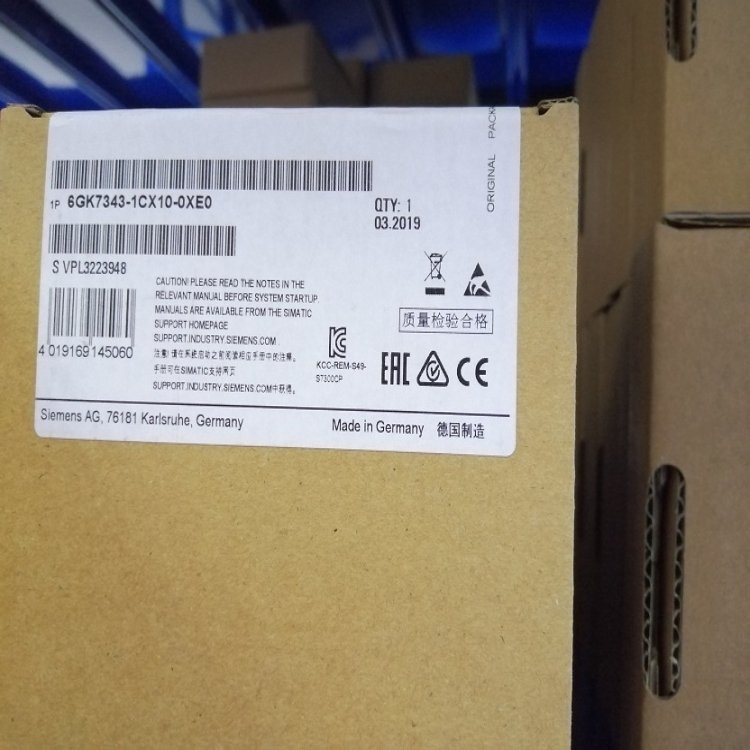 1P 6GK7343-1CX10-0XE0
QTY: 1
03.2019
S VPL3223948
CAUTION! PLEASE READ THE NOTES IN THE
RELEVANT MANUAL BEFORE SYSTEM STARTUP.
MANUALS ARE AVAILABLE FROM THE SIMATIC
SUPPORT HOMEPAGE
SUPPORT.INDUSTRY.SIEMENS.COM
注意!请在系统启动之前阅读相应手册中的注释。
手册可在SIMATIC支持网页
SUPPORT.INDUSTRY.SIEMENS.COM中获得。
4 019169 145060
KCC-REM-S49-
S7300CP
质量检验合格
EAC
CE
ORIGINAL PACK
Siemens AG, 76181 Karlsruhe, Germany
Made in Germany 德国制造